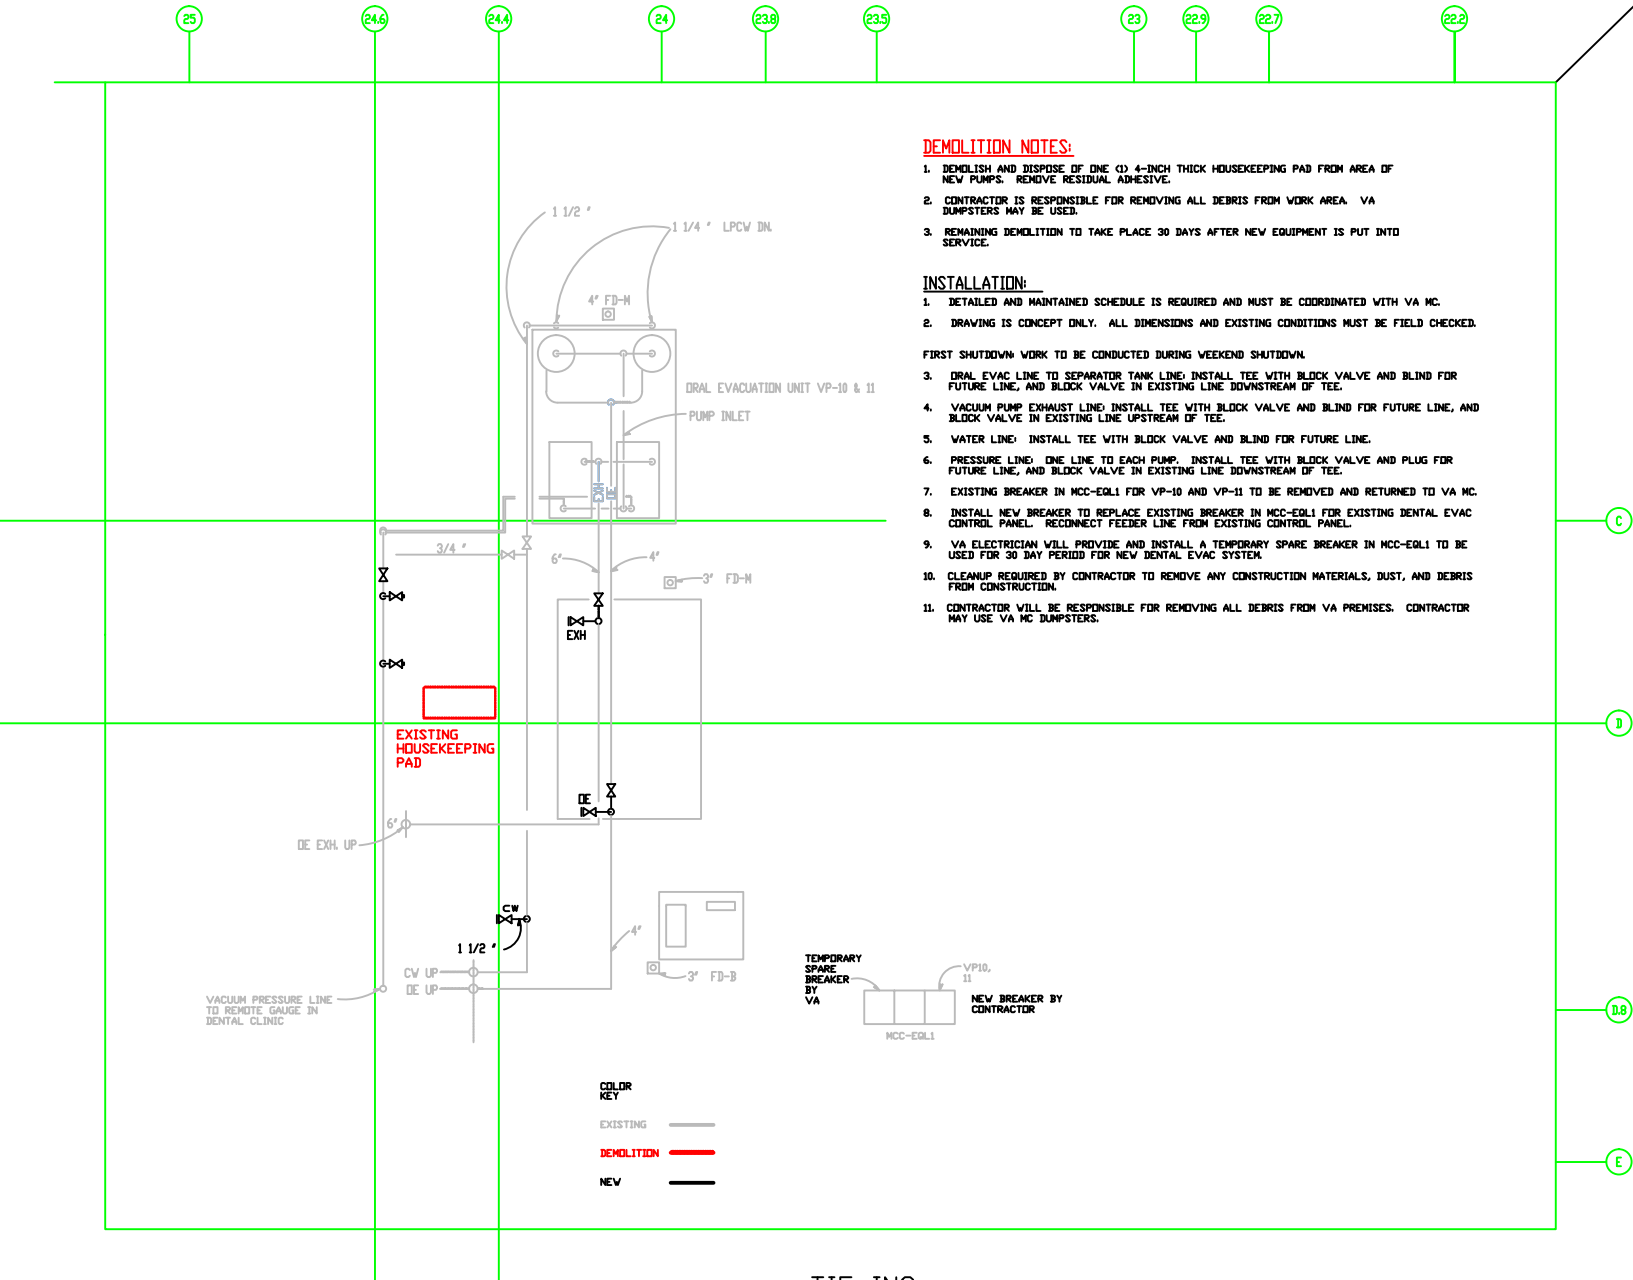 25 24.6 24.4 24 23.8 23.5 23 22.9 22.7 22.2
DEMOLITION NOTES:
1. DEMOLISH AND DISPOSE OF ONE (1) 4-INCH THICK HOUSEKEEPING PAD FROM AREA OF
NEW PUMPS. REMOVE RESIDUAL ADHESIVE.
2. CONTRACTOR IS RESPONSIBLE FOR REMOVING ALL DEBRIS FROM WORK AREA. VA
DUMPSTERS MAY BE USED.
3. REMAINING DEMOLITION TO TAKE PLACE 30 DAYS AFTER NEW EQUIPMENT IS PUT INTO
SERVICE.
INSTALLATION:
1. DETAILED AND MAINTAINED SCHEDULE IS REQUIRED AND MUST BE COORDINATED WITH VA MC.
2. DRAWING IS CONCEPT ONLY. ALL DIMENSIONS AND EXISTING CONDITIONS MUST BE FIELD CHECKED.
FIRST SHUTDOWN: WORK TO BE CONDUCTED DURING WEEKEND SHUTDOWN.
3. ORAL EVAC LINE TO SEPARATOR TANK LINE: INSTALL TEE WITH BLOCK VALVE AND BLIND FOR
FUTURE LINE, AND BLOCK VALVE IN EXISTING LINE DOWNSTREAM OF TEE.
4. VACUUM PUMP EXHAUST LINE: INSTALL TEE WITH BLOCK VALVE AND BLIND FOR FUTURE LINE, AND
BLOCK VALVE IN EXISTING LINE UPSTREAM OF TEE.
5. WATER LINE: INSTALL TEE WITH BLOCK VALVE AND BLIND FOR FUTURE LINE.
6. PRESSURE LINE: ONE LINE TO EACH PUMP. INSTALL TEE WITH BLOCK VALVE AND PLUG FOR
FUTURE LINE, AND BLOCK VALVE IN EXISTING LINE DOWNSTREAM OF TEE.
7. EXISTING BREAKER IN MCC-EQL1 FOR VP-10 AND VP-11 TO BE REMOVED AND RETURNED TO VA MC.
8. INSTALL NEW BREAKER TO REPLACE EXISTING BREAKER IN MCC-EQL1 FOR EXISTING DENTAL EVAC
CONTROL PANEL. RECONNECT FEEDER LINE FROM EXISTING CONTROL PANEL.
9. VA ELECTRICIAN WILL PROVIDE AND INSTALL A TEMPORARY SPARE BREAKER IN MCC-EQL1 TO BE
USED FOR 30 DAY PERIOD FOR NEW DENTAL EVAC SYSTEM.
10. CLEANUP REQUIRED BY CONTRACTOR TO REMOVE ANY CONSTRUCTION MATERIALS, DUST, AND DEBRIS
FROM CONSTRUCTION.
11. CONTRACTOR WILL BE RESPONSIBLE FOR REMOVING ALL DEBRIS FROM VA PREMISES. CONTRACTOR
MAY USE VA MC DUMPSTERS.
1 1/2 "
1 1/4 " LPCW DN.
4" FD-M
ORAL EVACUATION UNIT VP-10 & 11
PUMP INLET
EXH
OE
3/4 "
6"
4"
3" FD-M
EXH
EXISTING
HOUSEKEEPING
PAD
OE
6"
OE EXH. UP
CW
1 1/2 "
4"
CW UP
OE UP
3" FD-B
VACUUM PRESSURE LINE
TO REMOTE GAUGE IN
DENTAL CLINIC
TEMPORARY
SPARE
BREAKER
BY
VA
VP10,
11
NEW BREAKER BY
CONTRACTOR
MCC-EQL1
C
D
D.8
E
COLOR
KEY
EXISTING
DEMOLITION
NEW
TIE-INS